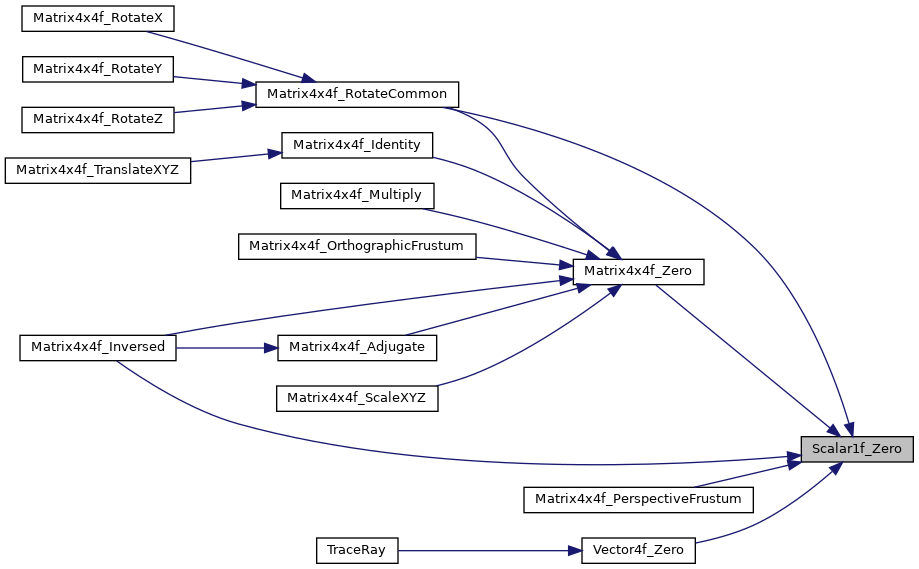 Matrix4x4f_RotateX
Matrix4x4f_RotateY
Matrix4x4f_RotateCommon
Matrix4x4f_RotateZ
Matrix4x4f_Identity
Matrix4x4f_TranslateXYZ
Matrix4x4f_Multiply
Matrix4x4f_OrthographicFrustum
Matrix4x4f_Zero
Matrix4x4f_Inversed
Matrix4x4f_Adjugate
Matrix4x4f_ScaleXYZ
Scalar1f_Zero
Matrix4x4f_PerspectiveFrustum
TraceRay
Vector4f_Zero